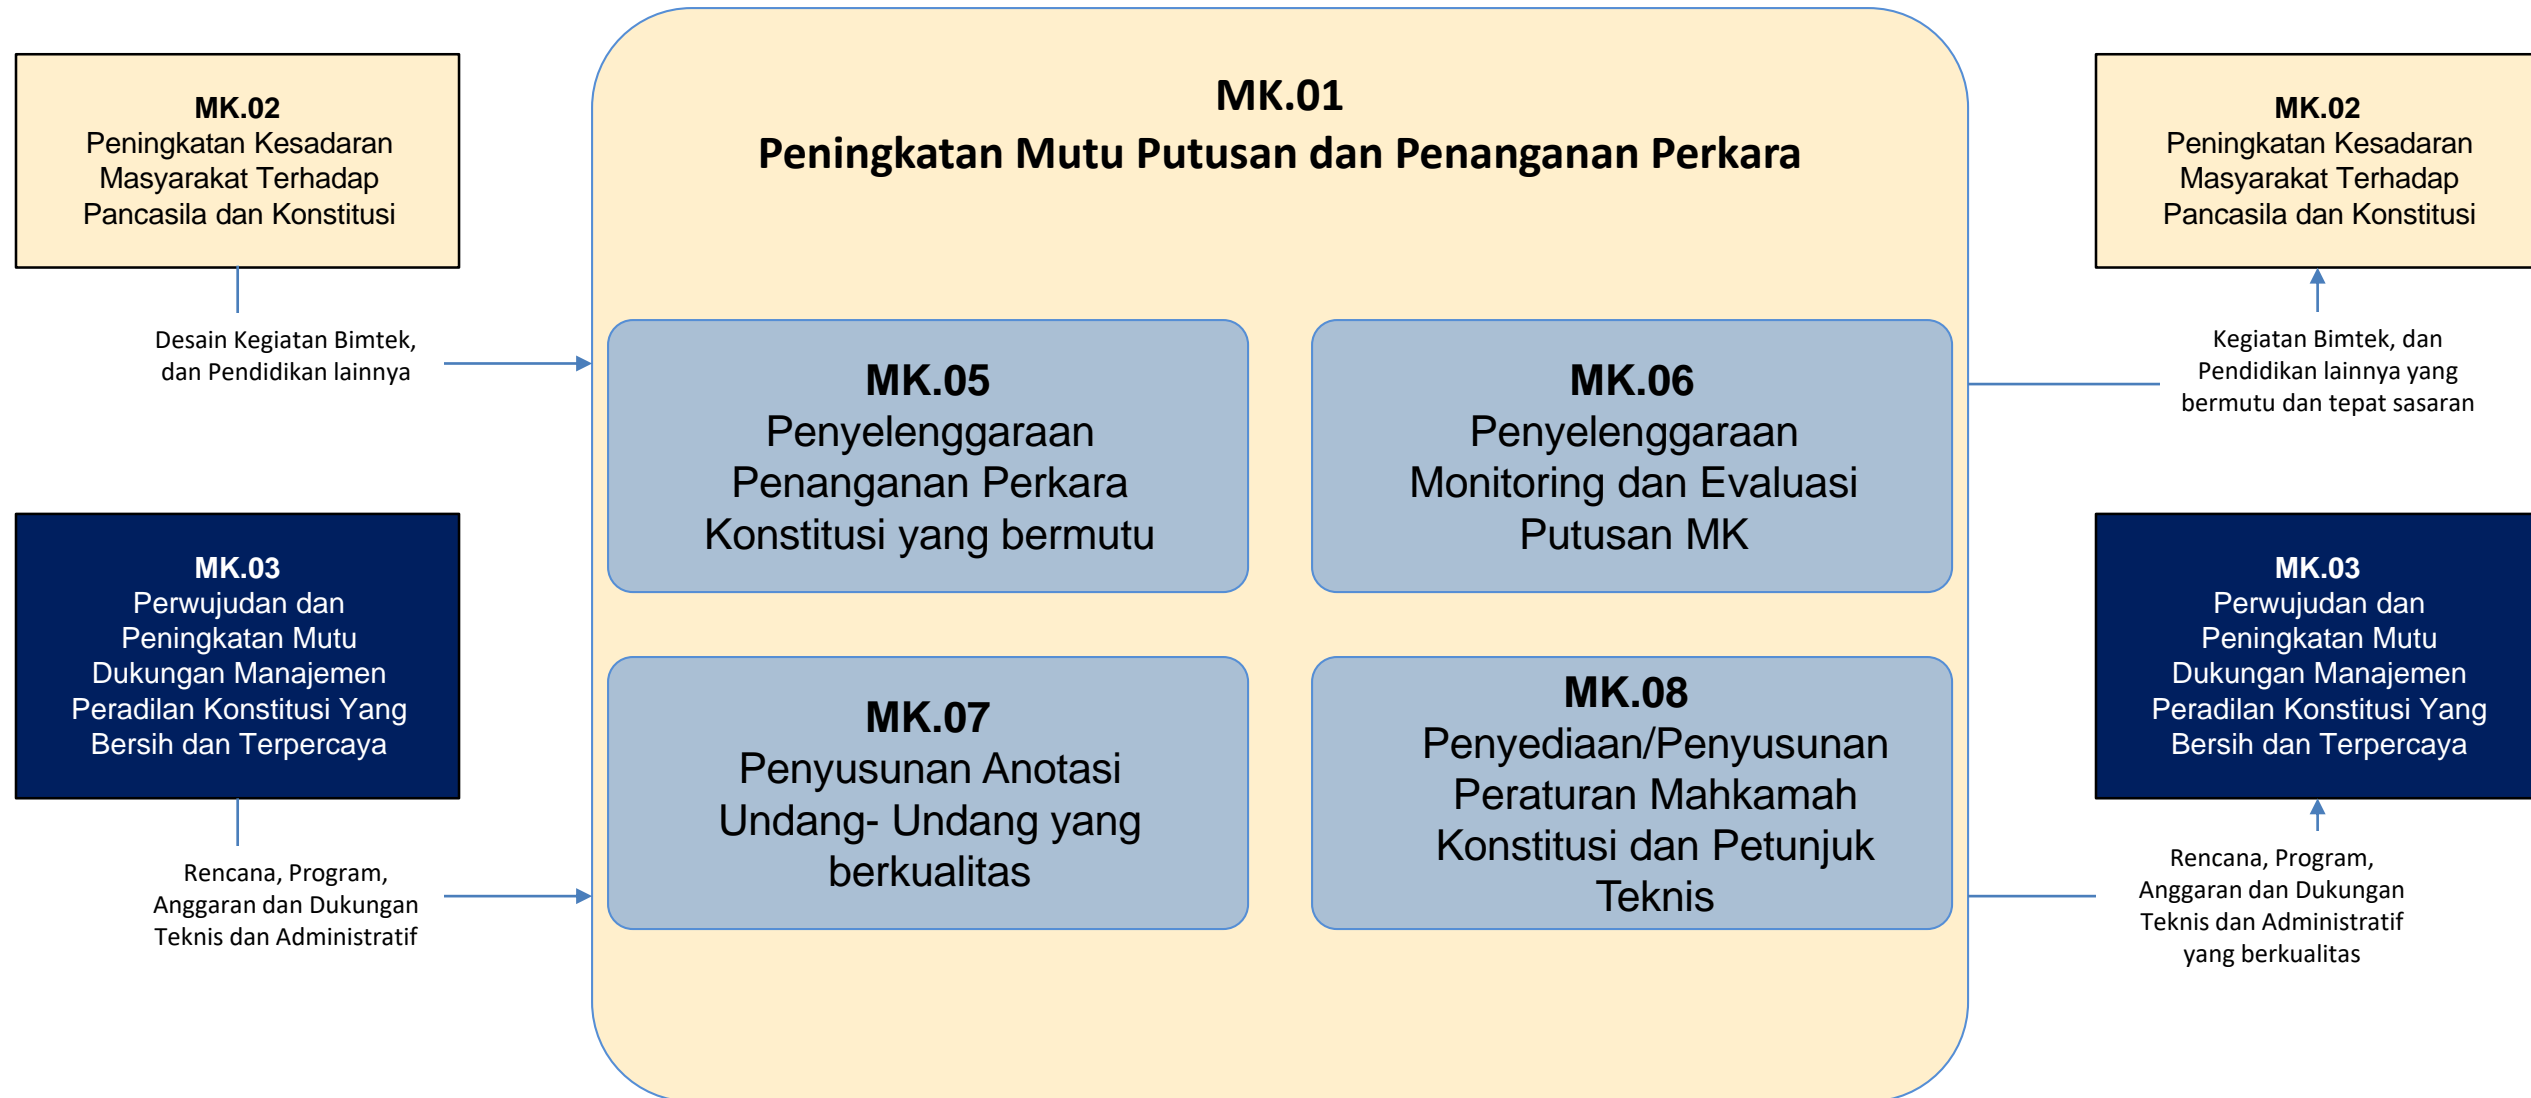 MK.02
Peningkatan Kesadaran
Masyarakat Terhadap
Pancasila dan Konstitusi
Desain Kegiatan Bimtek,
dan Pendidikan lainnya
MK.03
Perwujudan dan
Peningkatan Mutu
Dukungan Manajemen
Peradilan Konstitusi Yang
Bersih dan Terpercaya
Rencana, Program,
Anggaran dan Dukungan
Teknis dan Administratif
MK.01
Peningkatan Mutu Putusan dan Penanganan Perkara
MK.05
Penyelenggaraan
Penanganan Perkara
Konstitusi yang bermutu
MK.06
Penyelenggaraan
Monitoring dan Evaluasi
Putusan MK
MK.07
Penyusunan Anotasi
Undang- Undang yang
berkualitas
MK.08
Penyediaan/Penyusunan
Peraturan Mahkamah
Konstitusi dan Petunjuk
Teknis
MK.02
Peningkatan Kesadaran
Masyarakat Terhadap
Pancasila dan Konstitusi
Kegiatan Bimtek, dan
Pendidikan lainnya yang
bermutu dan tepat sasaran
MK.03
Perwujudan dan
Peningkatan Mutu
Dukungan Manajemen
Peradilan Konstitusi Yang
Bersih dan Terpercaya
Rencana, Program,
Anggaran dan Dukungan
Teknis dan Administratif
yang berkualitas